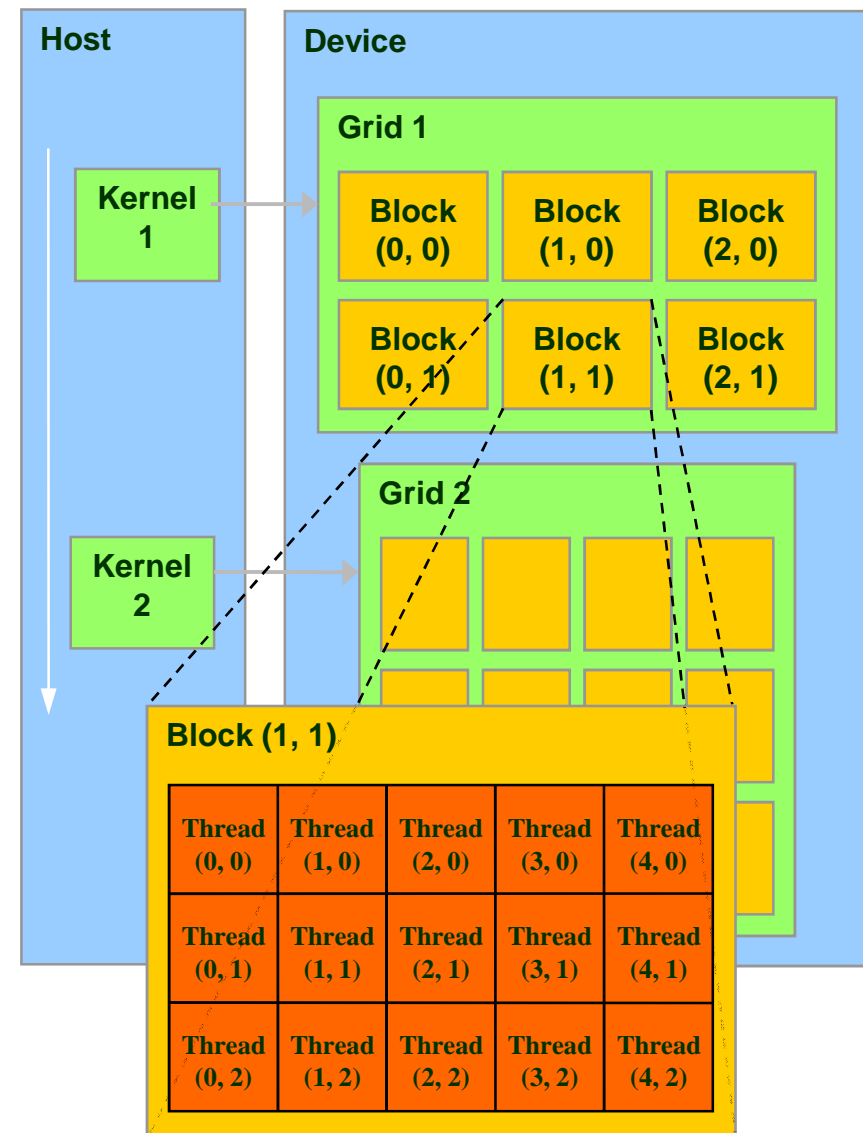 Host
Device
Grid 1
Kernel
1
Block
(0, 0)
Block
(1, 0)
Block
(2, 0)
Block
(0, 1)
Block
(1, 1)
Block
(2, 1)
Grid 2
Kernel
2
Block (1, 1)
Thread
(0, 0)
Thread
(1, 0)
Thread
(2, 0)
Thread
(3, 0)
Thread
(4, 0)
Thread
(0, 1)
Thread
(1, 1)
Thread
(2, 1)
Thread
(3, 1)
Thread
(4, 1)
Thread
(0, 2)
Thread
(1, 2)
Thread
(2, 2)
Thread
(3, 2)
Thread
(4, 2)